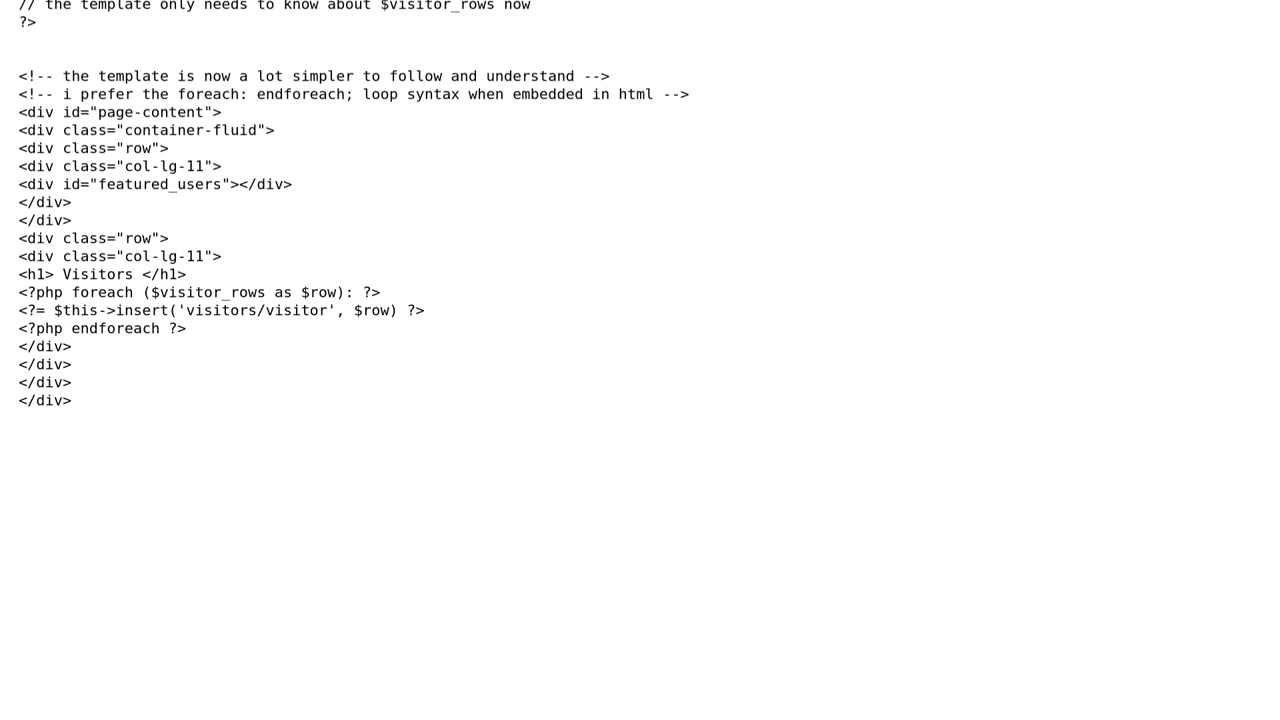 // the template only needs to know about $visitor_rows now
?>
<!-- the template is now a lot simpler to follow and understand -->
<!-- i prefer the foreach: endforeach; loop syntax when embedded in html -->
<div id="page-content">
<div class="container-fluid">
<div class="row">
<div class="col-lg-11">
<div id="featured_users"></div>
</div>
</div>
<div class="row">
<div class="col-lg-11">
<h1> Visitors </h1>
<?php foreach ($visitor_rows as $row): ?>
<?= $this->insert('visitors/visitor', $row) ?>
<?php endforeach ?>
</div>
</div>
</div>
</div>